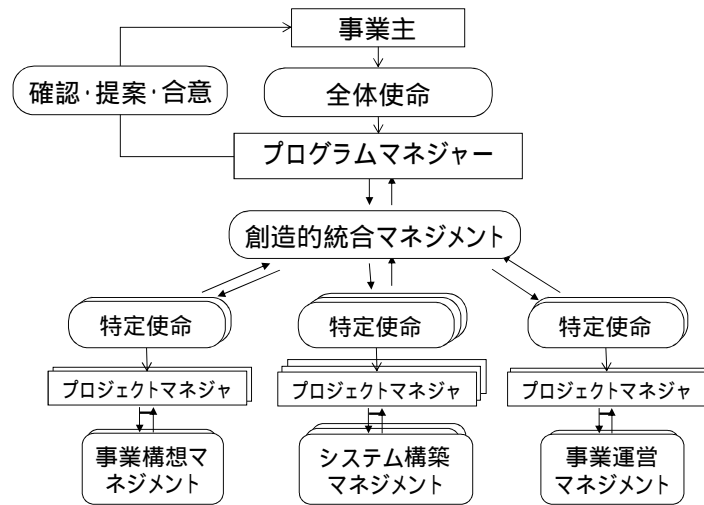 事業主
確認・提案・合意
全体使命
プログラムマネジャー
創造的統合マネジメント
特定使命
特定使命
特定使命
プロジェクトマネジャ
プロジェクトマネジャ
プロジェクトマネジャ
事業構想マ
ネジメント
システム構築
マネジメント
事業運営
マネジメント